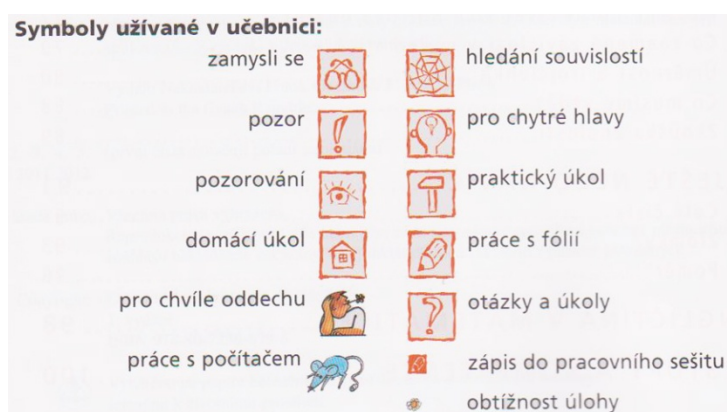 Symboly užívané v učebnici:
zamysli se
hledání souvislostí
pozor
pro chytré hlavy
pozorování
praktický úkol
domácí úkol
práce s fólií
pro chvíle oddechu
otázky a úkoly
práce s počítačem
zápis do pracovního sešitu
obtížnost úlohy